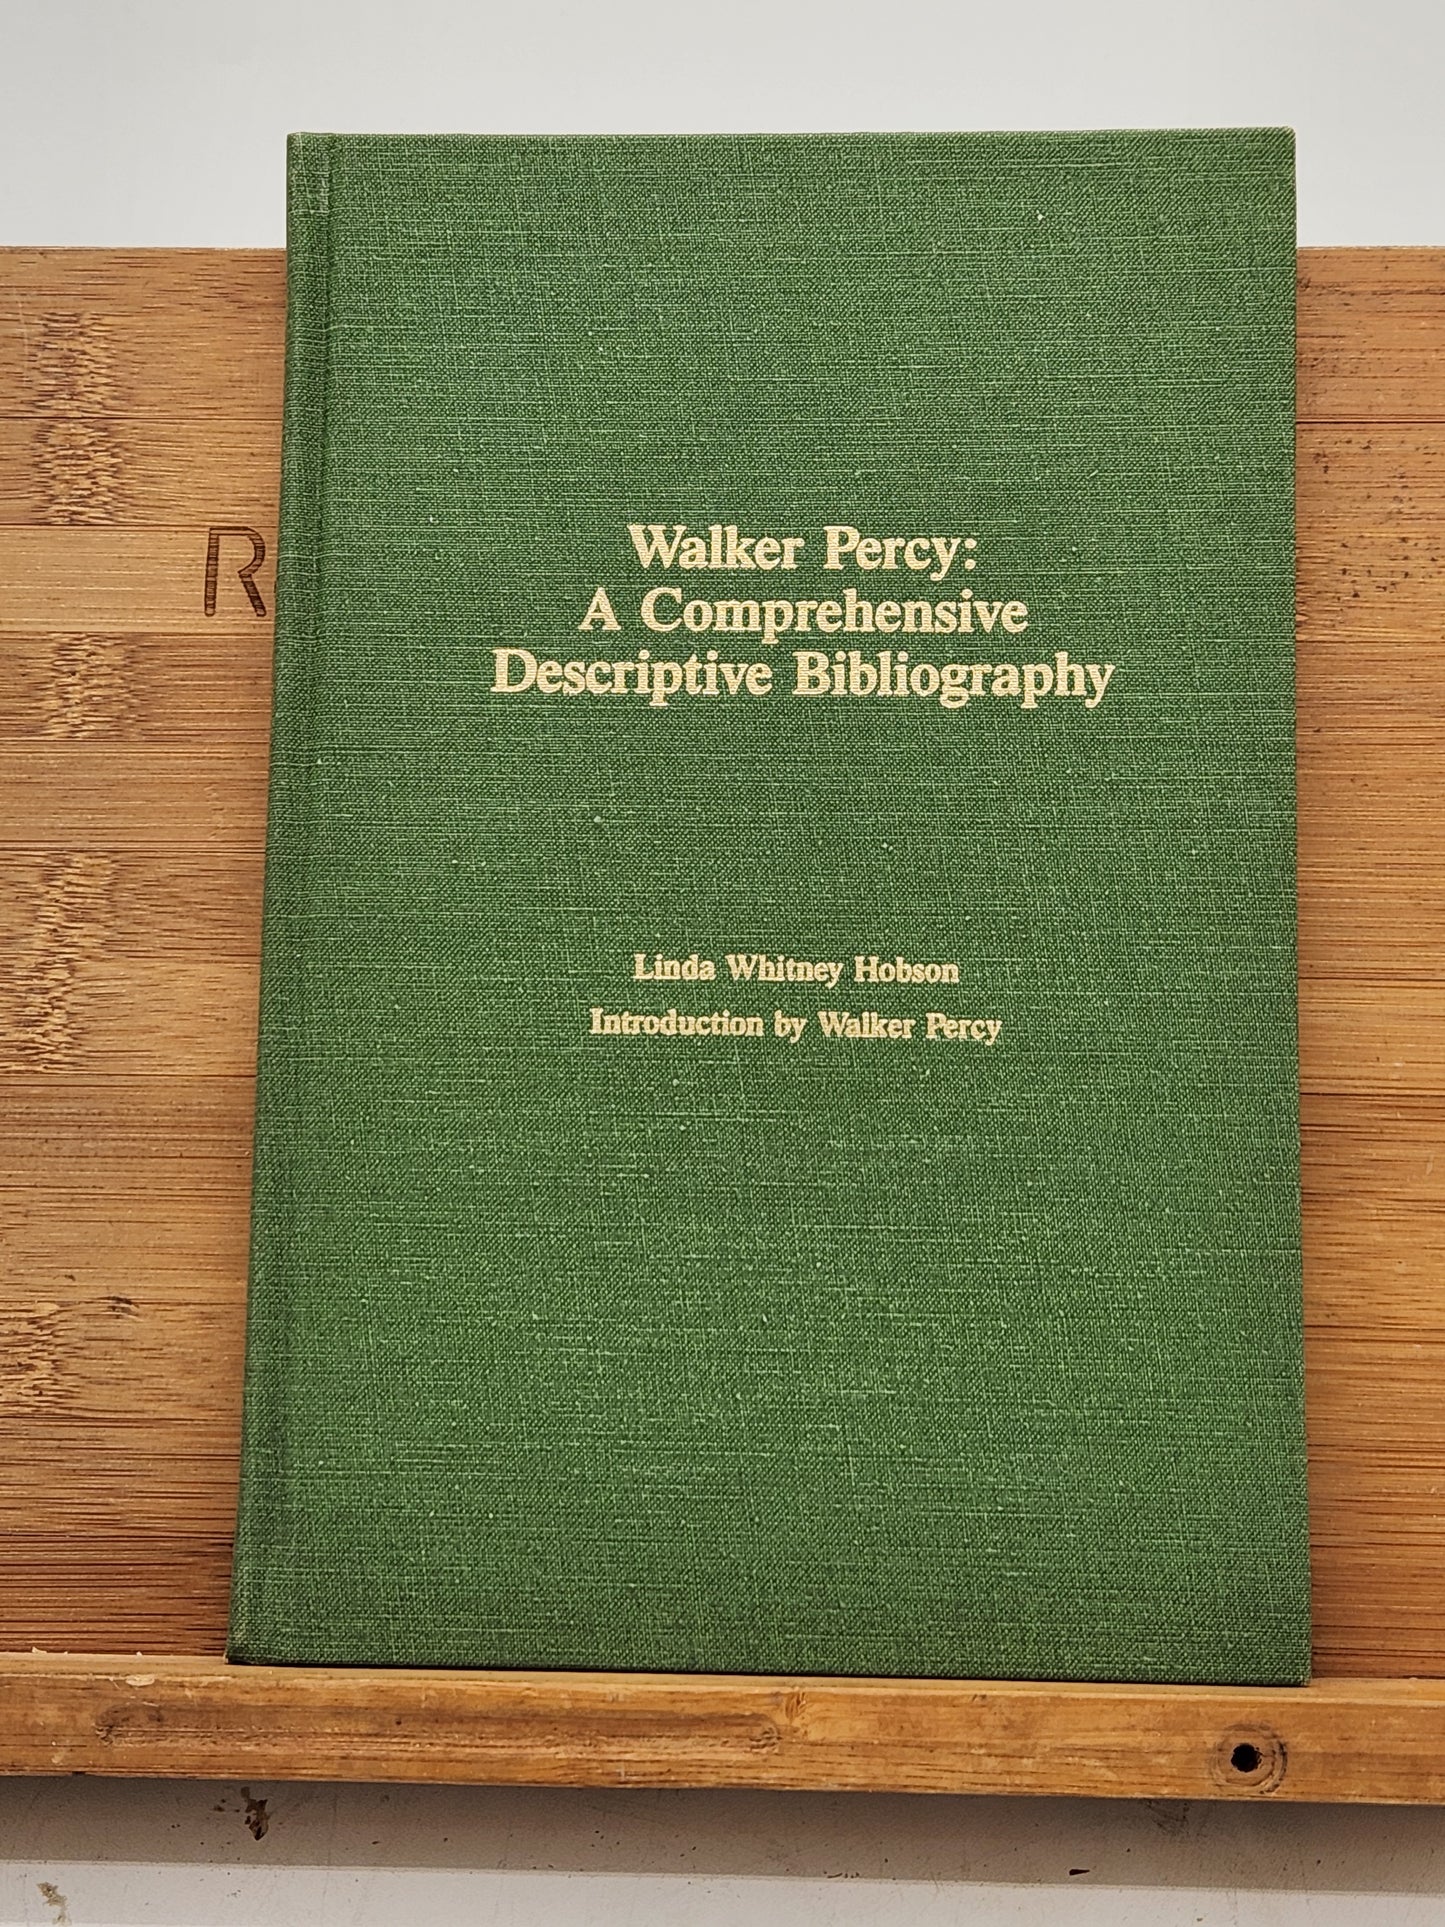 R
Walker Percy:
A Comprehensive
Descriptive Bibliography
Linda Whitney Hobson
Introduction by Walker Percy